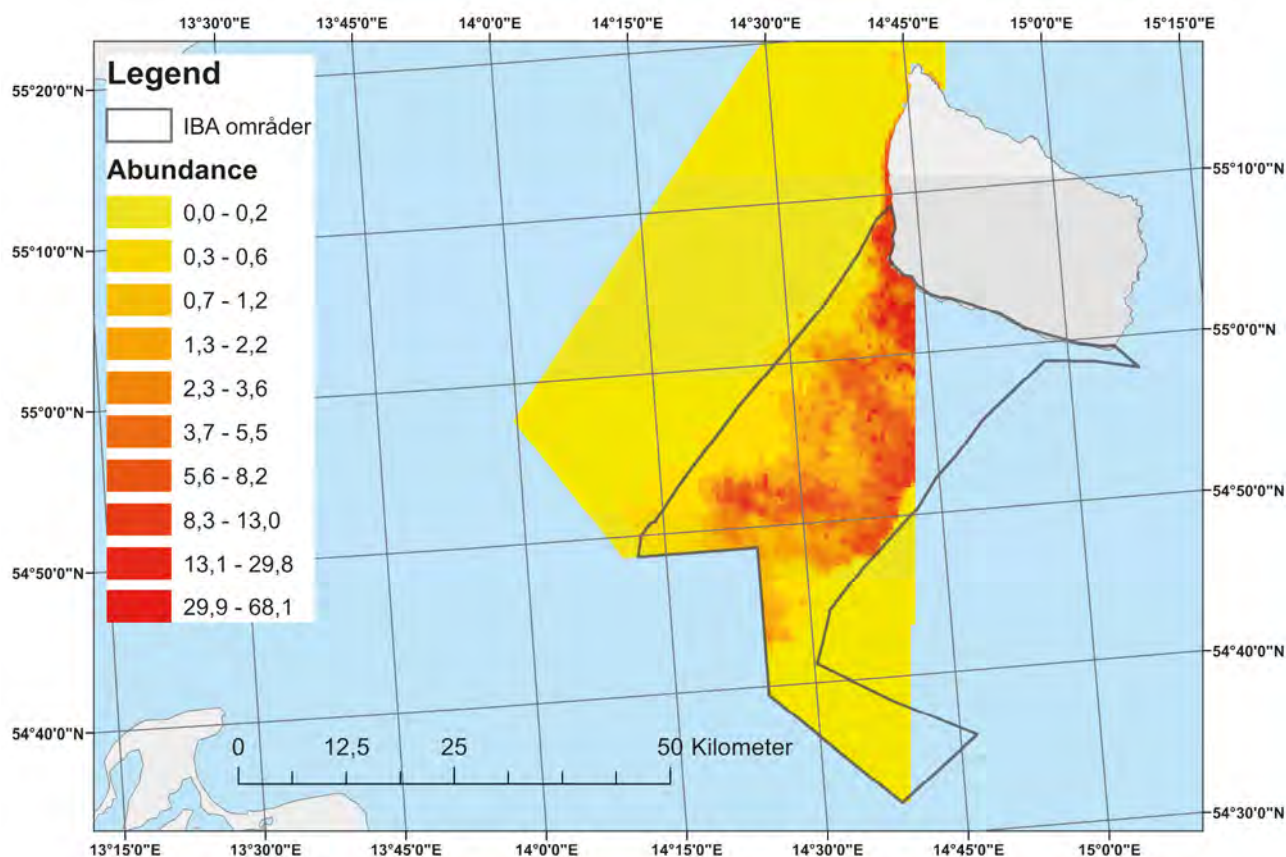 13°30'0"E 13°45'0"E 14°0'0"E 14°15'0"E 14°30'0"E 14°45'0"E 15°0'0"E 15°15'0"E
Legend
IBA områder
Abundance
0,0 - 0,2
0,3 - 0,6
0,7 - 1,2
1,3 - 2,2
2,3 - 3,6
3,7 - 5,5
5,6 - 8,2
8,3 - 13,0
13,1 - 29,8
29,9 - 68,1
55°20'0"N
55°10'0"N
55°0'0"N
54°50'0"N
54°40'0"N
55°10'0"N
55°0'0"N
54°50'0"N
54°40'0"N
54°30'0"N
0 12,5 25 50 Kilometer
13°15'0"E 13°30'0"E 13°45'0"E 14°0'0"E 14°15'0"E 14°30'0"E 14°45'0"E 15°0'0"E